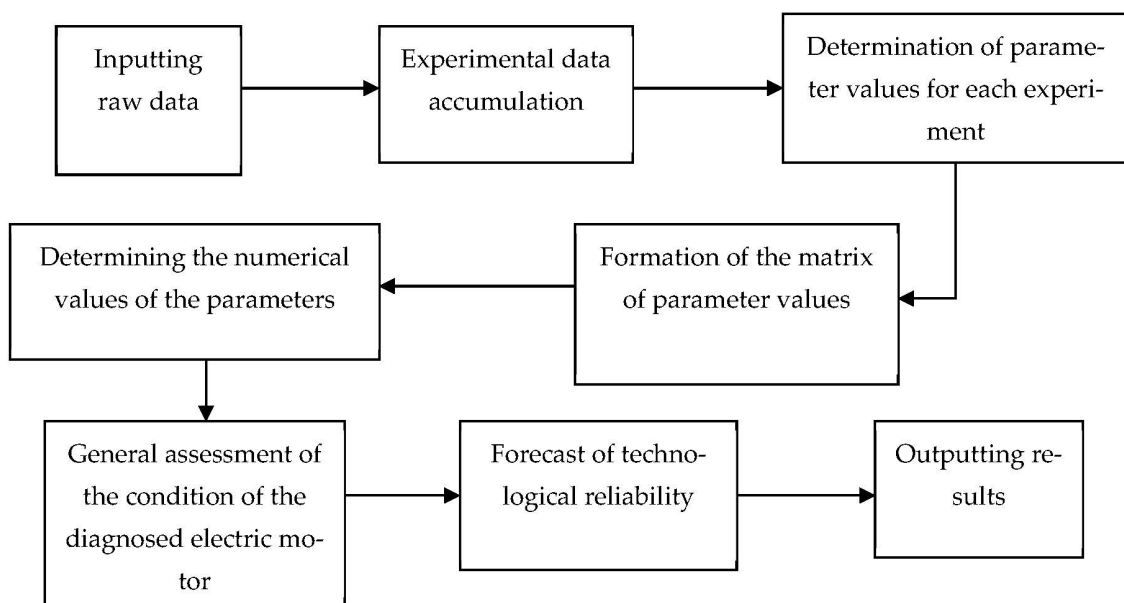 Inputting
raw data
Experimental data
accumulation
Determination of parame-
ter values for each experi-
ment
Formation of the matrix
of parameter values
Determining the numerical
values of the parameters
General assessment of
the condition of the
diagnosed electric mo-
tor
Forecast of techno-
logical reliability
Outputting re-
sults